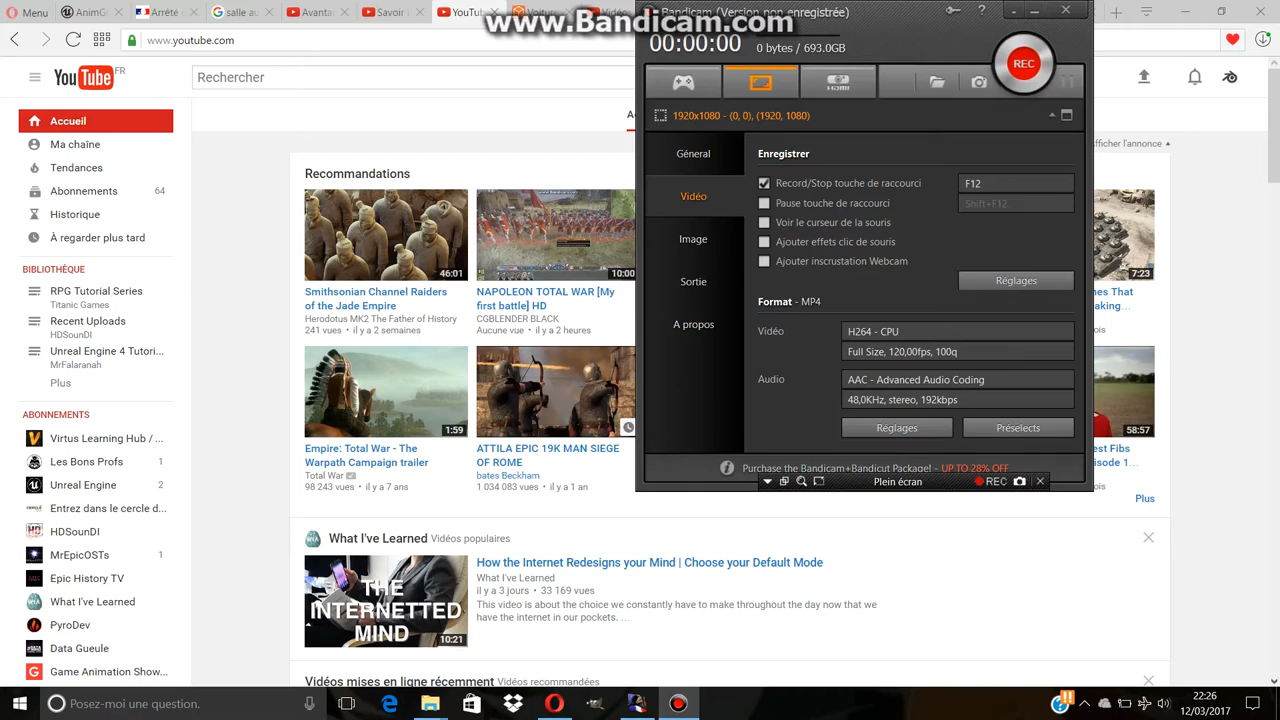 www.Bandicam.com
Bandicam (Version non enregistrée)
00:00:00
0 bytes / 693.0GB
REC
www.youtube.com
YouTube FR
Rechercher
HDMI
1920x1080 - (0, 0), (1920, 1080)
Afficher l'annonce
Accueil
Ma chaîne
Tendances
Abonnements 64
Historique
À regarder plus tard
BIBLIOTHÈQUE
RPG Tutorial Series
Titanic Games
Recent Uploads
HDSounDI
Unreal Engine 4 Tutori...
MrFalaranah
Plus
ABONNEMENTS
Virtus Learning Hub / ...
Les Bons Profs 1
Unreal Engine 2
Entrez dans le cercle d...
HDSounDI
MrEpicOSTs 1
Epic History TV
What I've Learned
PyroDev
Data Gueule
Game Animation Show...
Recommandations
46:01
Smithsonian Channel Raiders
of the Jade Empire
Herodotus MK2 The Father of History
241 vues • il y a 2 semaines
10:00
NAPOLEON TOTAL WAR [My
first battle] HD
CGBLENDER BLACK
Aucune vue • il y a 2 heures
7:23
1:59
Empire: Total War - The
Warpath Campaign trailer
Total War
98 243 vues • il y a 7 ans
ATTILA EPIC 19K MAN SIEGE
OF ROME
bates Beckham
1 034 083 vues • il y a 1 an
58:57
Plus
Géneral
Vidéo
Image
Sortie
A propos
Enregistrer
Record/Stop touche de raccourci F12
Pause touche de raccourci Shift+F12
Voir le curseur de la souris
Ajouter effets clic de souris
Ajouter inscrustation Webcam
Réglages
Format - MP4
Vidéo H264 - CPU
Full Size, 120,00fps, 100q
Audio AAC - Advanced Audio Coding
48,0KHz, stereo, 192kbps
Réglages Préselects
Purchase the Bandicam+Bandicut Package! - UP TO 28% OFF
Plein écran REC
What I've Learned Vidéos populaires
THE
INTERNETTED
MIND
10:21
How the Internet Redesigns your Mind | Choose your Default Mode
What I've Learned
il y a 3 jours • 33 169 vues
This video is about the choice we constantly have to make throughout the day now that we
have the internet in our pockets. ...
Vidéos mises en ligne récemment Vidéos recommandées
Posez-moi une question.
22:26
12/03/2017